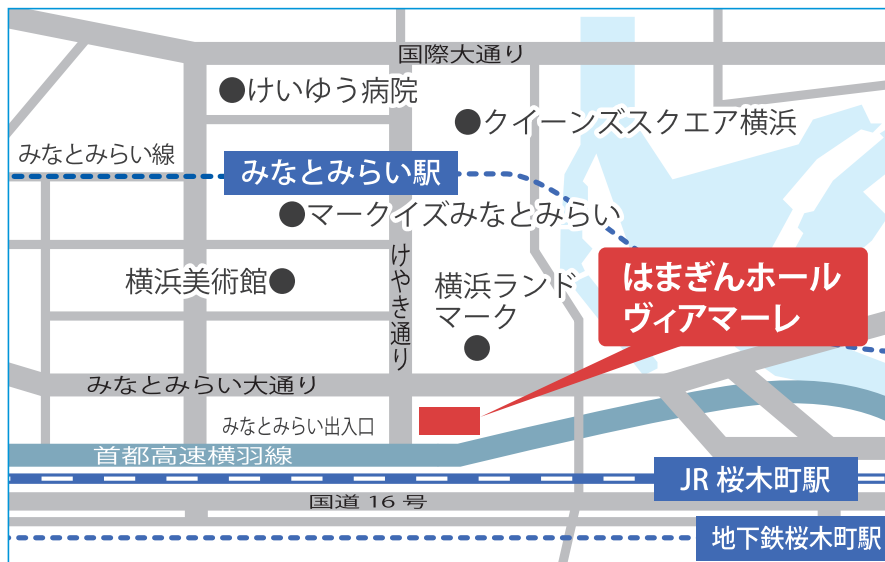 国際大通り
けいゆう病院
クイーンズスクエア横浜
みなとみらい線
みなとみらい駅
マークイズみなとみらい
けやき通り
横浜美術館
横浜ランド
マーク
はまぎんホール
ヴィアマーレ
みなとみらい大通り
みなとみらい出入口
首都高速横羽線
JR 桜木町駅
国道 16 号
地下鉄桜木町駅